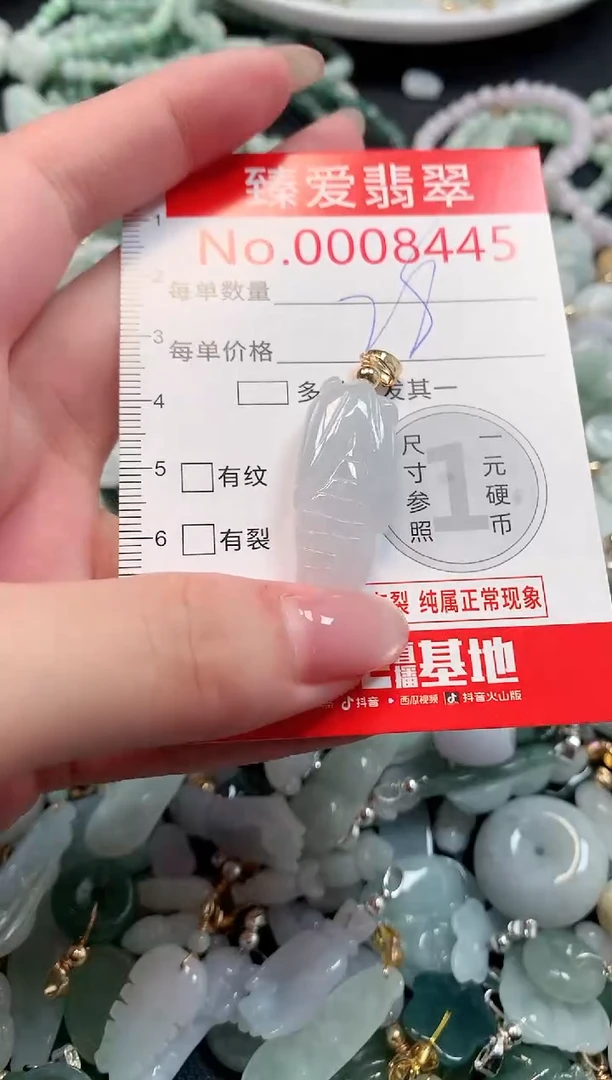 臻爱翡翠
No.0008445
每单数量
28
每单价格
多
发其一
1
2
3
4
5
6
有纹
有裂
尺寸参照
1
一元硬币
裂 纯属正常现象
直播基地
抖音 西瓜视频 抖音火山版